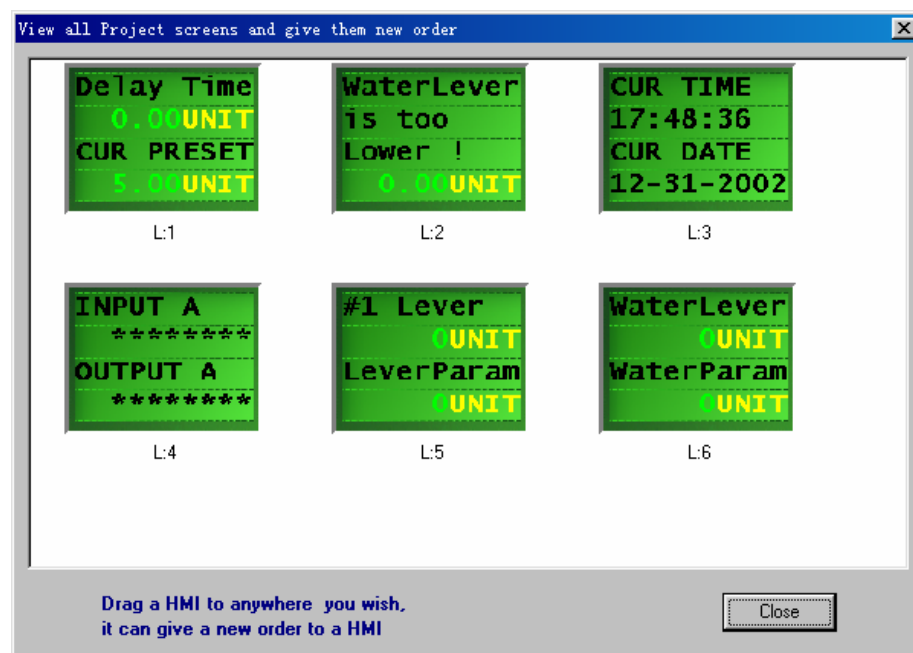 View all Project screens and give them new order
Delay Time
0.00UNIT
CUR PRESET
5.00UNIT
L:1
WaterLever
is too
Lower !
0.00UNIT
L:2
CUR TIME
17:48:36
CUR DATE
12-31-2002
L:3
INPUT A
********
OUTPUT A
********
L:4
#1 Lever
0UNIT
LeverParam
0UNIT
L:5
WaterLever
0UNIT
WaterParam
0UNIT
L:6
Drag a HMI to anywhere you wish,
it can give a new order to a HMI
Close